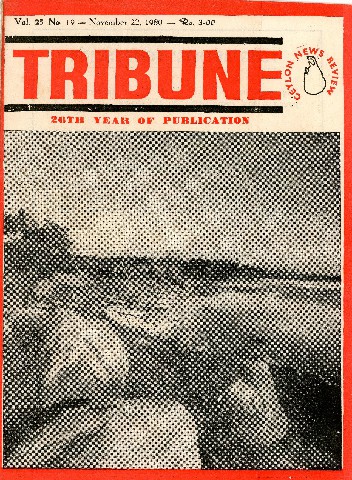 Vol. 25 No. 19 — November 22, 1980 — Rs. 3-00
TRIBUNE
CEYLON NEWS REVIEW
26TH YEAR OF PUBLICATION